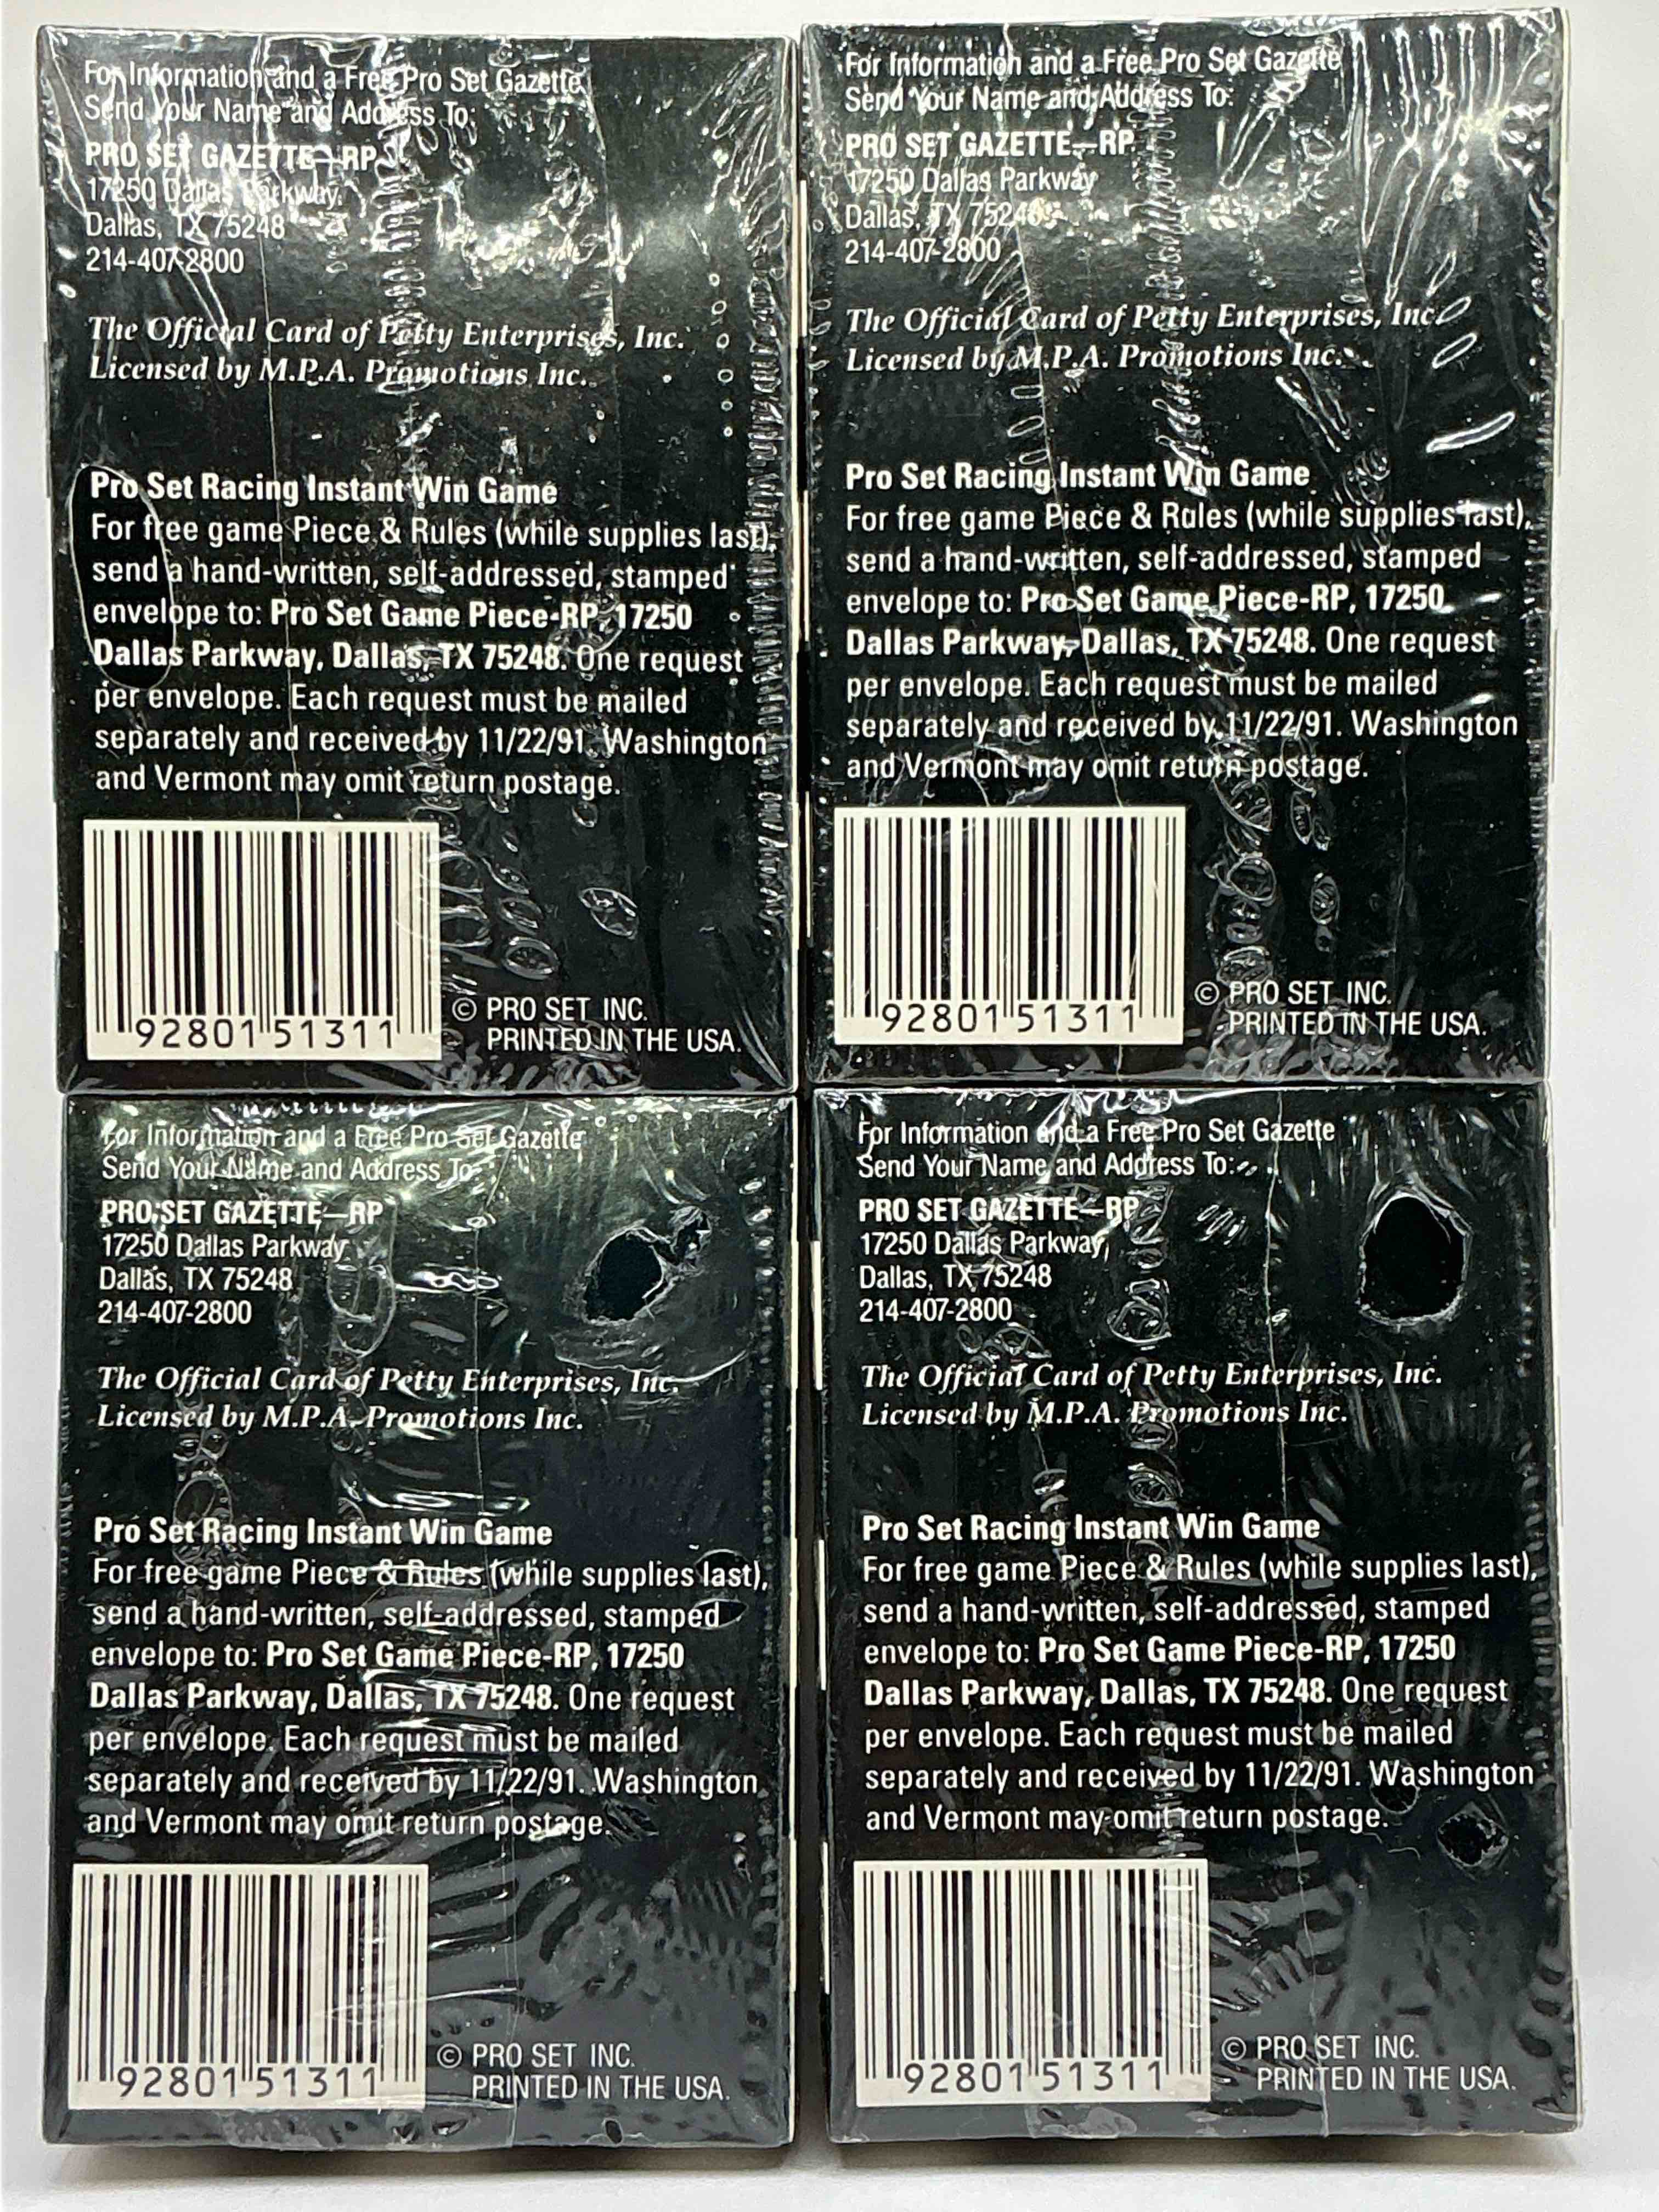 For Information and a Free Pro Set Gazette
Send Your Name and Address To:
PRO SET GAZETTE—RP
17250 Dallas Parkway
Dallas, TX 75248
214-407-2800
The Official Card of Petty Enterprises, Inc.
Licensed by M.P.A. Promotions Inc.
Pro Set Racing Instant Win Game
For free game Piece & Rules (while supplies last),
send a hand-written, self-addressed, stamped
envelope to: Pro Set Game Piece-RP, 17250
Dallas Parkway, Dallas, TX 75248. One request
per envelope. Each request must be mailed
separately and received by 11/22/91. Washington
and Vermont may omit return postage.
92801 51311
© PRO SET INC.
PRINTED IN THE USA.
For Information and a Free Pro Set Gazette
Send Your Name and Address To:
PRO SET GAZETTE—RP
17250 Dallas Parkway
Dallas, TX 75248
214-407-2800
The Official Card of Petty Enterprises, Inc.
Licensed by M.P.A. Promotions Inc.
Pro Set Racing Instant Win Game
For free game Piece & Rules (while supplies last),
send a hand-written, self-addressed, stamped
envelope to: Pro Set Game Piece-RP, 17250
Dallas Parkway, Dallas, TX 75248. One request
per envelope. Each request must be mailed
separately and received by 11/22/91. Washington
and Vermont may omit return postage.
92801 51311
© PRO SET INC.
PRINTED IN THE USA.
For Information and a Free Pro Set Gazette
Send Your Name and Address To:
PRO SET GAZETTE—RP
17250 Dallas Parkway
Dallas, TX 75248
214-407-2800
The Official Card of Petty Enterprises, Inc.
Licensed by M.P.A. Promotions Inc.
Pro Set Racing Instant Win Game
For free game Piece & Rules (while supplies last),
send a hand-written, self-addressed, stamped
envelope to: Pro Set Game Piece-RP, 17250
Dallas Parkway, Dallas, TX 75248. One request
per envelope. Each request must be mailed
separately and received by 11/22/91. Washington
and Vermont may omit return postage.
92801 51311
© PRO SET INC.
PRINTED IN THE USA.
For Information and a Free Pro Set Gazette
Send Your Name and Address To:
PRO SET GAZETTE—RP
17250 Dallas Parkway
Dallas, TX 75248
214-407-2800
The Official Card of Petty Enterprises, Inc.
Licensed by M.P.A. Promotions Inc.
Pro Set Racing Instant Win Game
For free game Piece & Rules (while supplies last),
send a hand-written, self-addressed, stamped
envelope to: Pro Set Game Piece-RP, 17250
Dallas Parkway, Dallas, TX 75248. One request
per envelope. Each request must be mailed
separately and received by 11/22/91. Washington
and Vermont may omit return postage.
92801 51311
© PRO SET INC.
PRINTED IN THE USA.